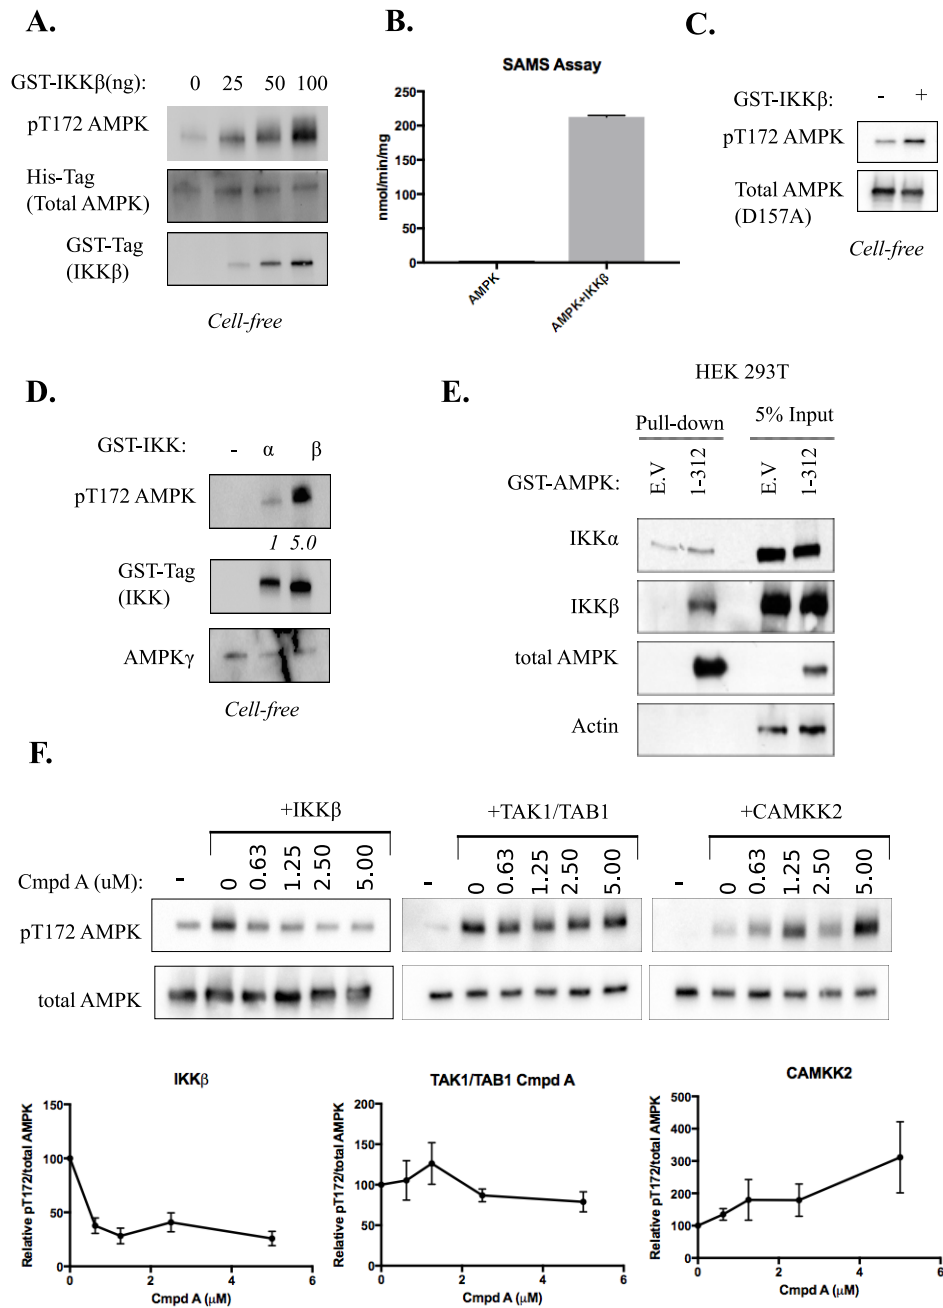 A.
GST-IKKβ(ng): 0 25 50 100
pT172 AMPK
His-Tag
(Total AMPK)
GST-Tag
(IKKβ)
Cell-free
B.
SAMS Assay
nmol/min/mg
250
200
150
100
50
0
AMPK
AMPK+IKKβ
C.
GST-IKKβ: - +
pT172 AMPK
Total AMPK
(D157A)
Cell-free
D.
GST-IKK: - α β
pT172 AMPK
1 5.0
GST-Tag
(IKK)
AMPKγ
Cell-free
E.
HEK 293T
Pull-down 5% Input
GST-AMPK: E.V 1-312 E.V 1-312
IKKα
IKKβ
total AMPK
Actin
F.
+IKKβ +TAK1/TAB1 +CAMKK2
Cmpd A (uM): - 0 0.63 1.25 2.50 5.00 - 0 0.63 1.25 2.50 5.00 - 0 0.63 1.25 2.50 5.00
pT172 AMPK
total AMPK
IKKβ
Relative pT172/total AMPK
150
100
50
0
0 2 4 6
Cmpd A (μM)
TAK1/TAB1 Cmpd A
Relative pT172/total AMPK
200
150
100
50
0
0 2 4 6
Cmpd A (μM)
CAMKK2
Relative pT172/total AMPK
500
400
300
200
100
0
0 2 4 6
Cmpd A (μM)